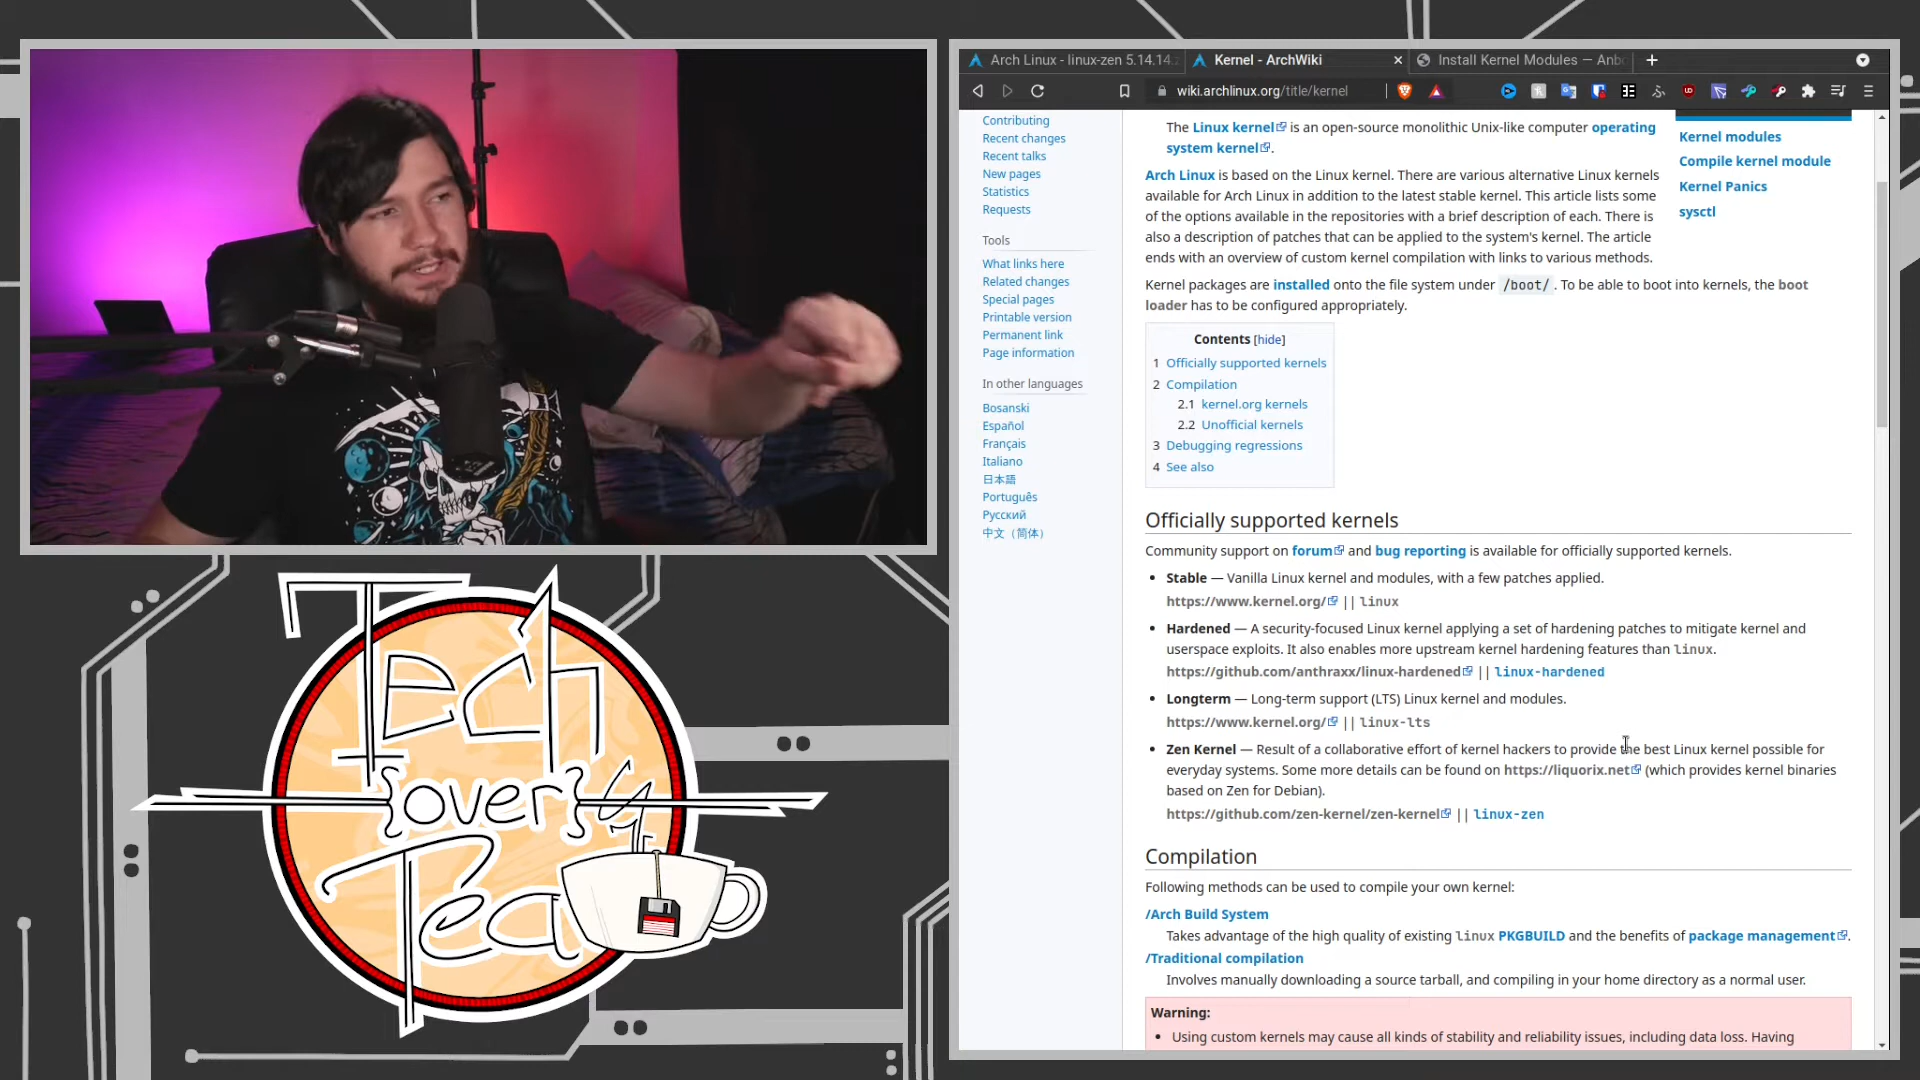 Arch Linux - linux-zen 5.14.14.
Kernel - ArchWiki
Install Kernel Modules — Anb
wiki.archlinux.org/title/kernel
Contributing
Recent changes
Recent talks
New pages
Statistics
Requests
Tools
What links here
Related changes
Special pages
Printable version
Permanent link
Page information
In other languages
Bosanski
Español
Français
Italiano
日本語
Português
Русский
中文（简体）
The Linux kernel is an open-source monolithic Unix-like computer operating
system kernel.
Arch Linux is based on the Linux kernel. There are various alternative Linux kernels
available for Arch Linux in addition to the latest stable kernel. This article lists some
of the options available in the repositories with a brief description of each. There is
also a description of patches that can be applied to the system's kernel. The article
ends with an overview of custom kernel compilation with links to various methods.
Kernel packages are installed onto the file system under /boot/ . To be able to boot into kernels, the boot
loader has to be configured appropriately.
Kernel modules
Compile kernel module
Kernel Panics
sysctl
Contents [hide]
1 Officially supported kernels
2 Compilation
2.1 kernel.org kernels
2.2 Unofficial kernels
3 Debugging regressions
4 See also
Officially supported kernels
Community support on forum and bug reporting is available for officially supported kernels.
• Stable — Vanilla Linux kernel and modules, with a few patches applied.
https://www.kernel.org/ || linux
• Hardened — A security-focused Linux kernel applying a set of hardening patches to mitigate kernel and
userspace exploits. It also enables more upstream kernel hardening features than linux.
https://github.com/anthraxx/linux-hardened || linux-hardened
• Longterm — Long-term support (LTS) Linux kernel and modules.
https://www.kernel.org/ || linux-lts
• Zen Kernel — Result of a collaborative effort of kernel hackers to provide the best Linux kernel possible for
everyday systems. Some more details can be found on https://liquorix.net (which provides kernel binaries
based on Zen for Debian).
https://github.com/zen-kernel/zen-kernel || linux-zen
Compilation
Following methods can be used to compile your own kernel:
/Arch Build System
Takes advantage of the high quality of existing linux PKGBUILD and the benefits of package management.
/Traditional compilation
Involves manually downloading a source tarball, and compiling in your home directory as a normal user.
Warning:
• Using custom kernels may cause all kinds of stability and reliability issues, including data loss. Having
Tech
{over}
Tea